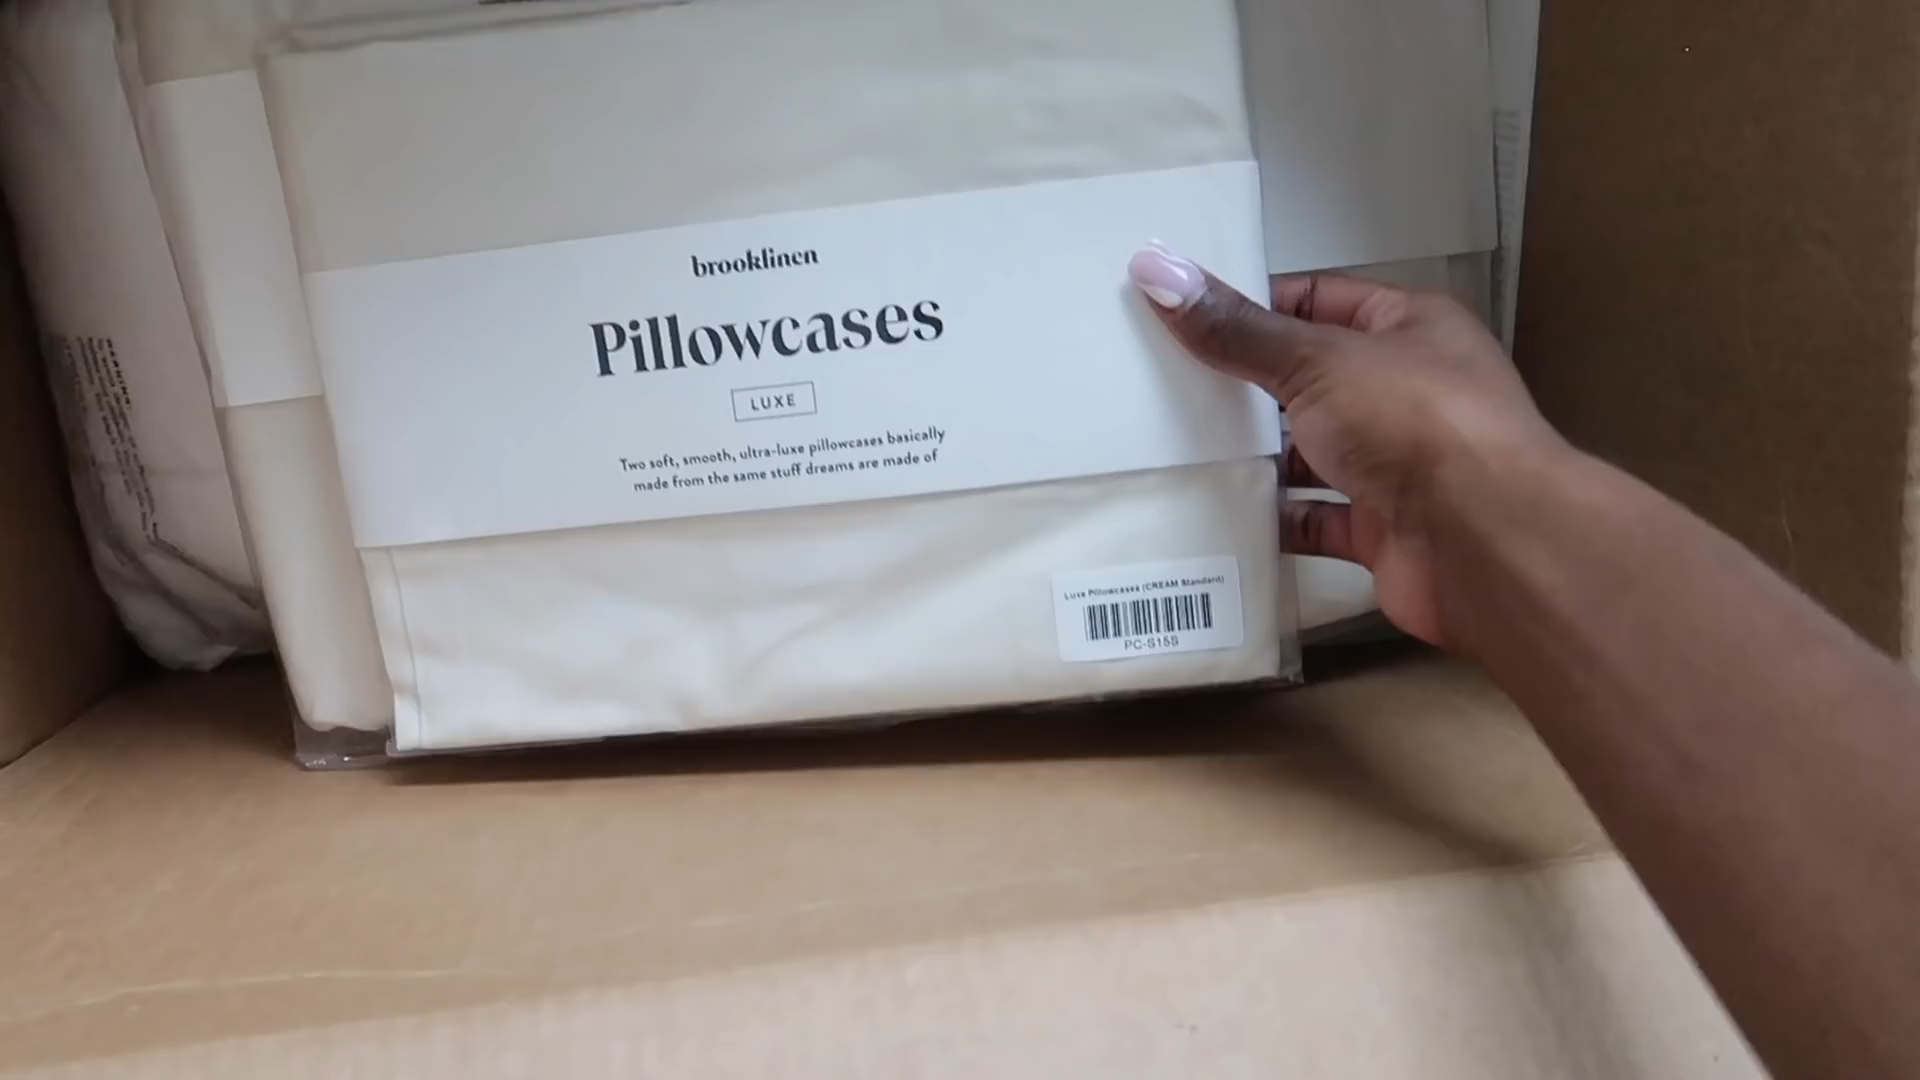 brooklinen
Pillowcases
LUXE
Two soft, smooth, ultra-luxe pillowcases basically
made from the same stuff dreams are made of
Luxe Pillowcases (CREAM Standard)
PC-S15S